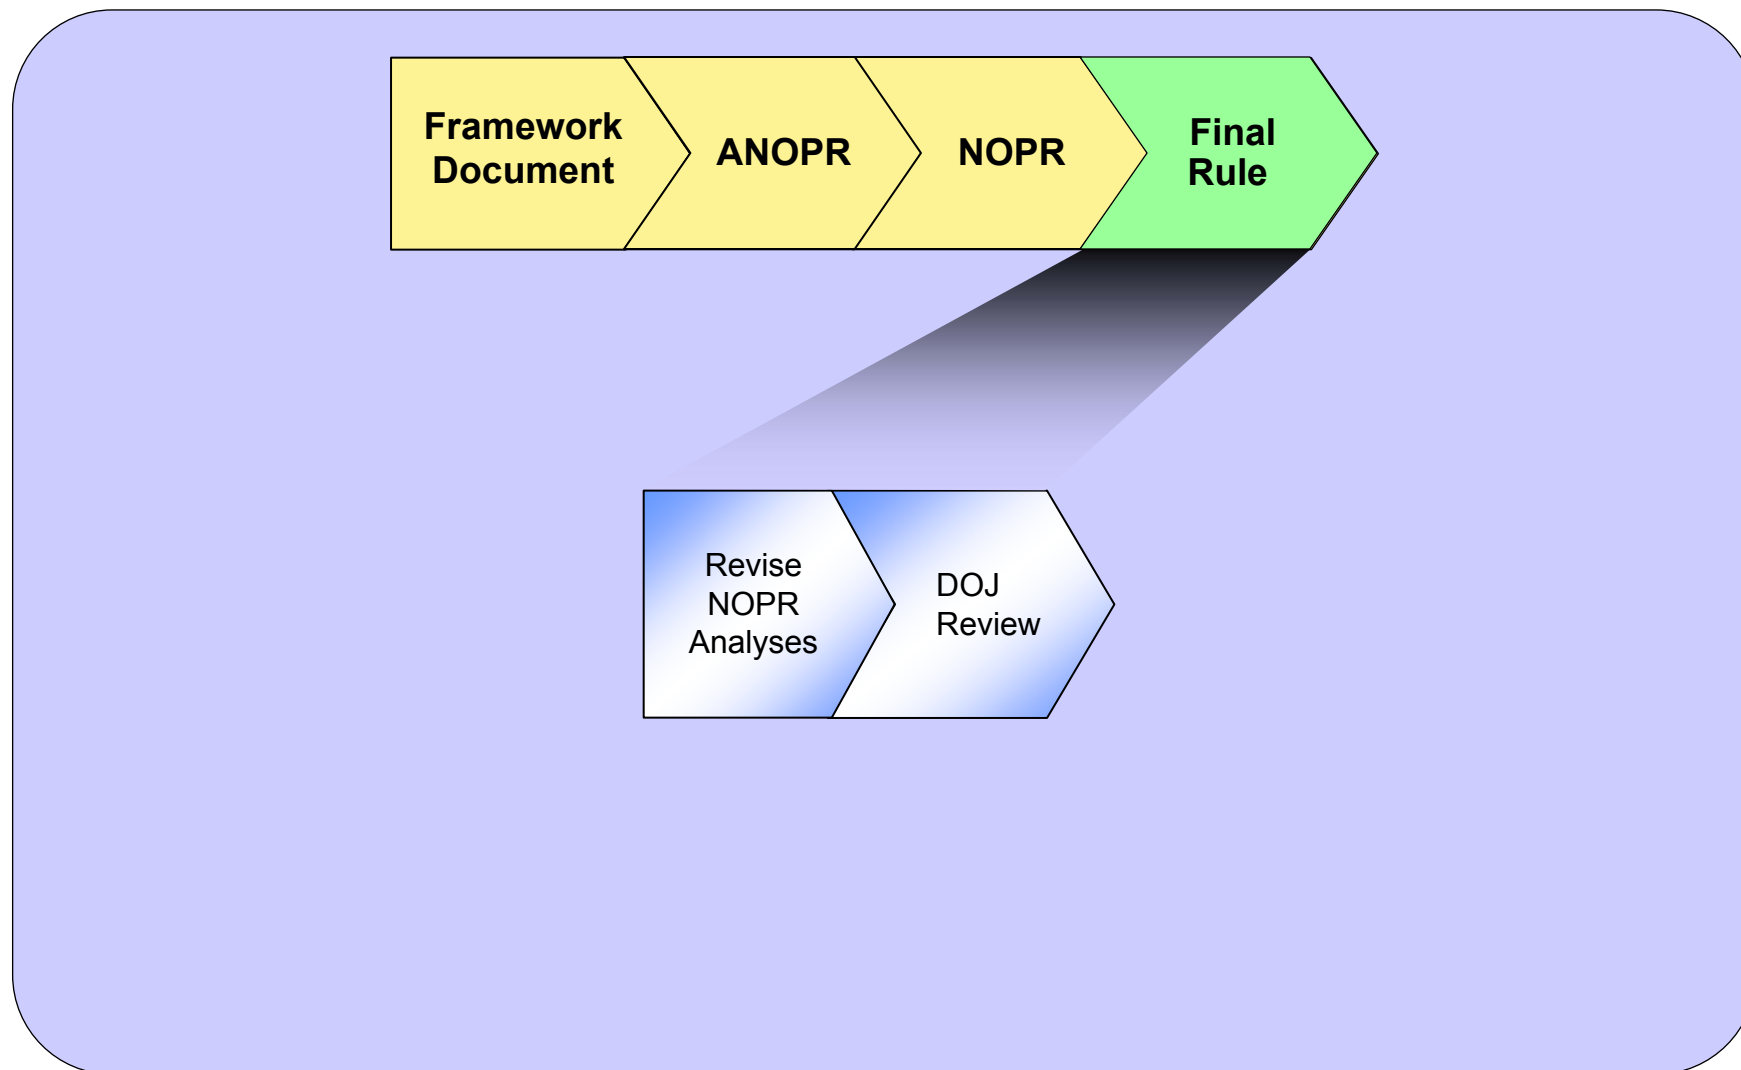 Framework
Document
ANOPR
NOPR
Final
Rule
Revise
NOPR
Analyses
DOJ
Review